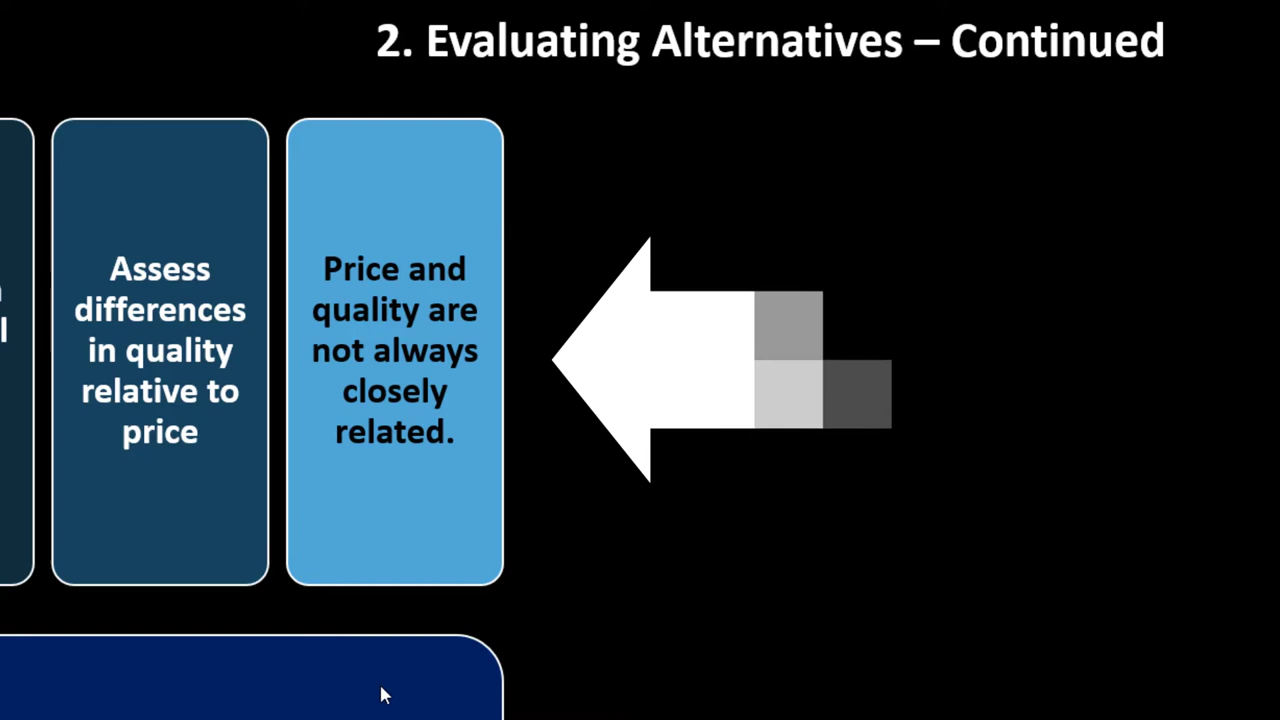 2. Evaluating Alternatives – Continued
Assess
differences
in quality
relative to
price
Price and
quality are
not always
closely
related.